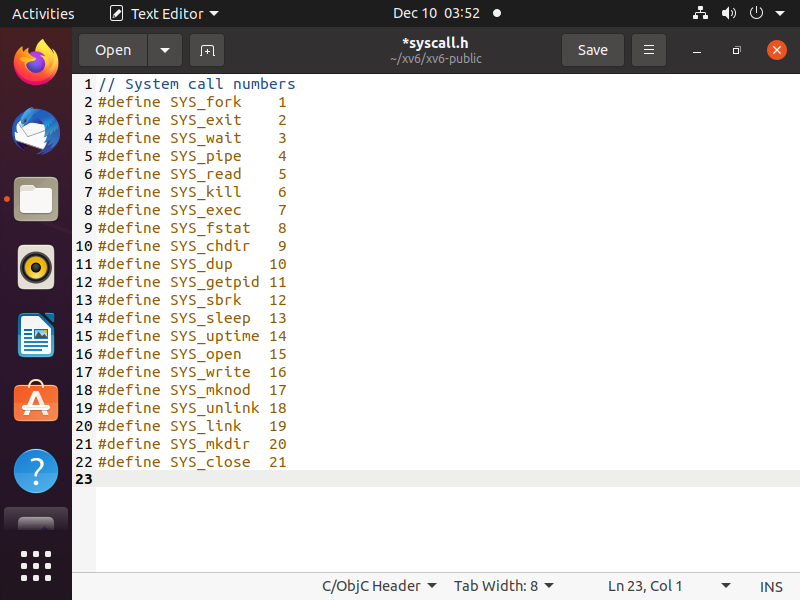 Activities Text Editor Dec 10 03:52
Open *syscall.h Save
~/xv6/xv6-public
1 // System call numbers
2 #define SYS_fork    1
3 #define SYS_exit    2
4 #define SYS_wait    3
5 #define SYS_pipe    4
6 #define SYS_read    5
7 #define SYS_kill    6
8 #define SYS_exec    7
9 #define SYS_fstat   8
10 #define SYS_chdir   9
11 #define SYS_dup    10
12 #define SYS_getpid 11
13 #define SYS_sbrk   12
14 #define SYS_sleep  13
15 #define SYS_uptime 14
16 #define SYS_open   15
17 #define SYS_write  16
18 #define SYS_mknod  17
19 #define SYS_unlink 18
20 #define SYS_link   19
21 #define SYS_mkdir  20
22 #define SYS_close  21
23
C/ObjC Header Tab Width: 8 Ln 23, Col 1 INS